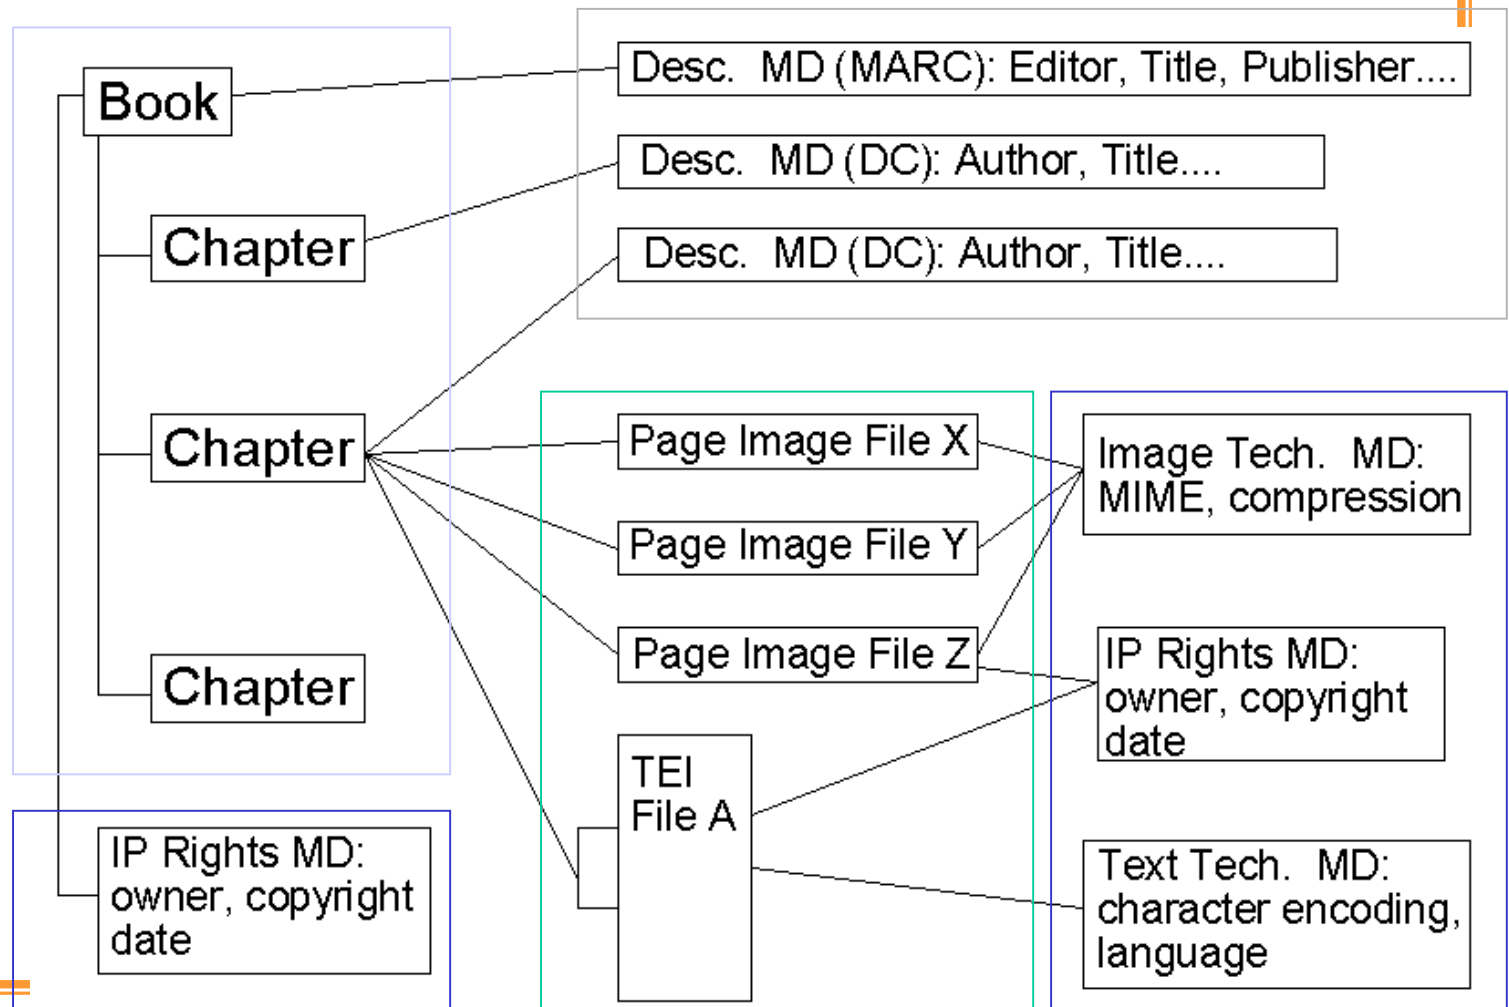 Book
Desc. MD (MARC): Editor, Title, Publisher....
Desc. MD (DC): Author, Title....
Chapter
Desc. MD (DC): Author, Title....
Chapter
Page Image File X
Image Tech. MD:
MIME, compression
Page Image File Y
Page Image File Z
IP Rights MD:
owner, copyright
date
Chapter
TEI
File A
IP Rights MD:
owner, copyright
date
Text Tech. MD:
character encoding,
language